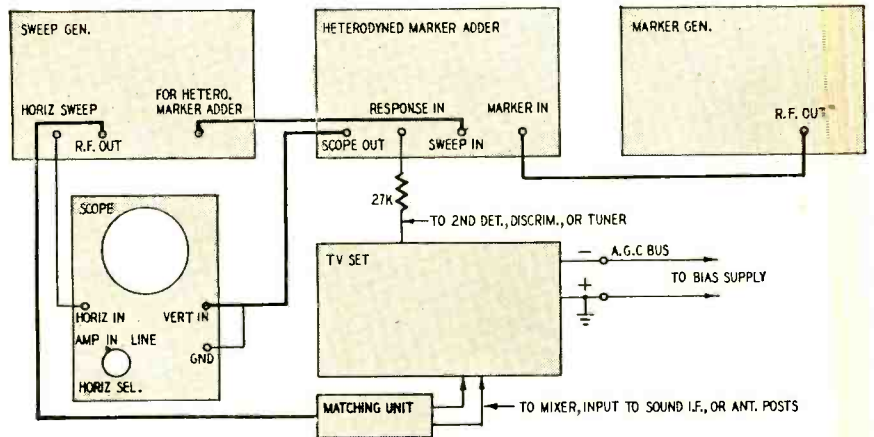 SWEEP GEN.
HORIZ SWEEP
R.F. OUT
FOR HETERO.
MARKER ADDER
HETERODYNED MARKER ADDER
RESPONSE IN
MARKER IN
SCOPE OUT
SWEEP IN
MARKER GEN.
R.F. OUT
SCOPE
HORIZ IN
VERT IN
AMP IN LINE
GND
HORIZ SEL.
27K
TO 2ND DET., DISCRIM., OR TUNER
TV SET
−
A.G.C BUS
+
TO BIAS SUPPLY
MATCHING UNIT
TO MIXER, INPUT TO SOUND I.F., OR ANT. POSTS